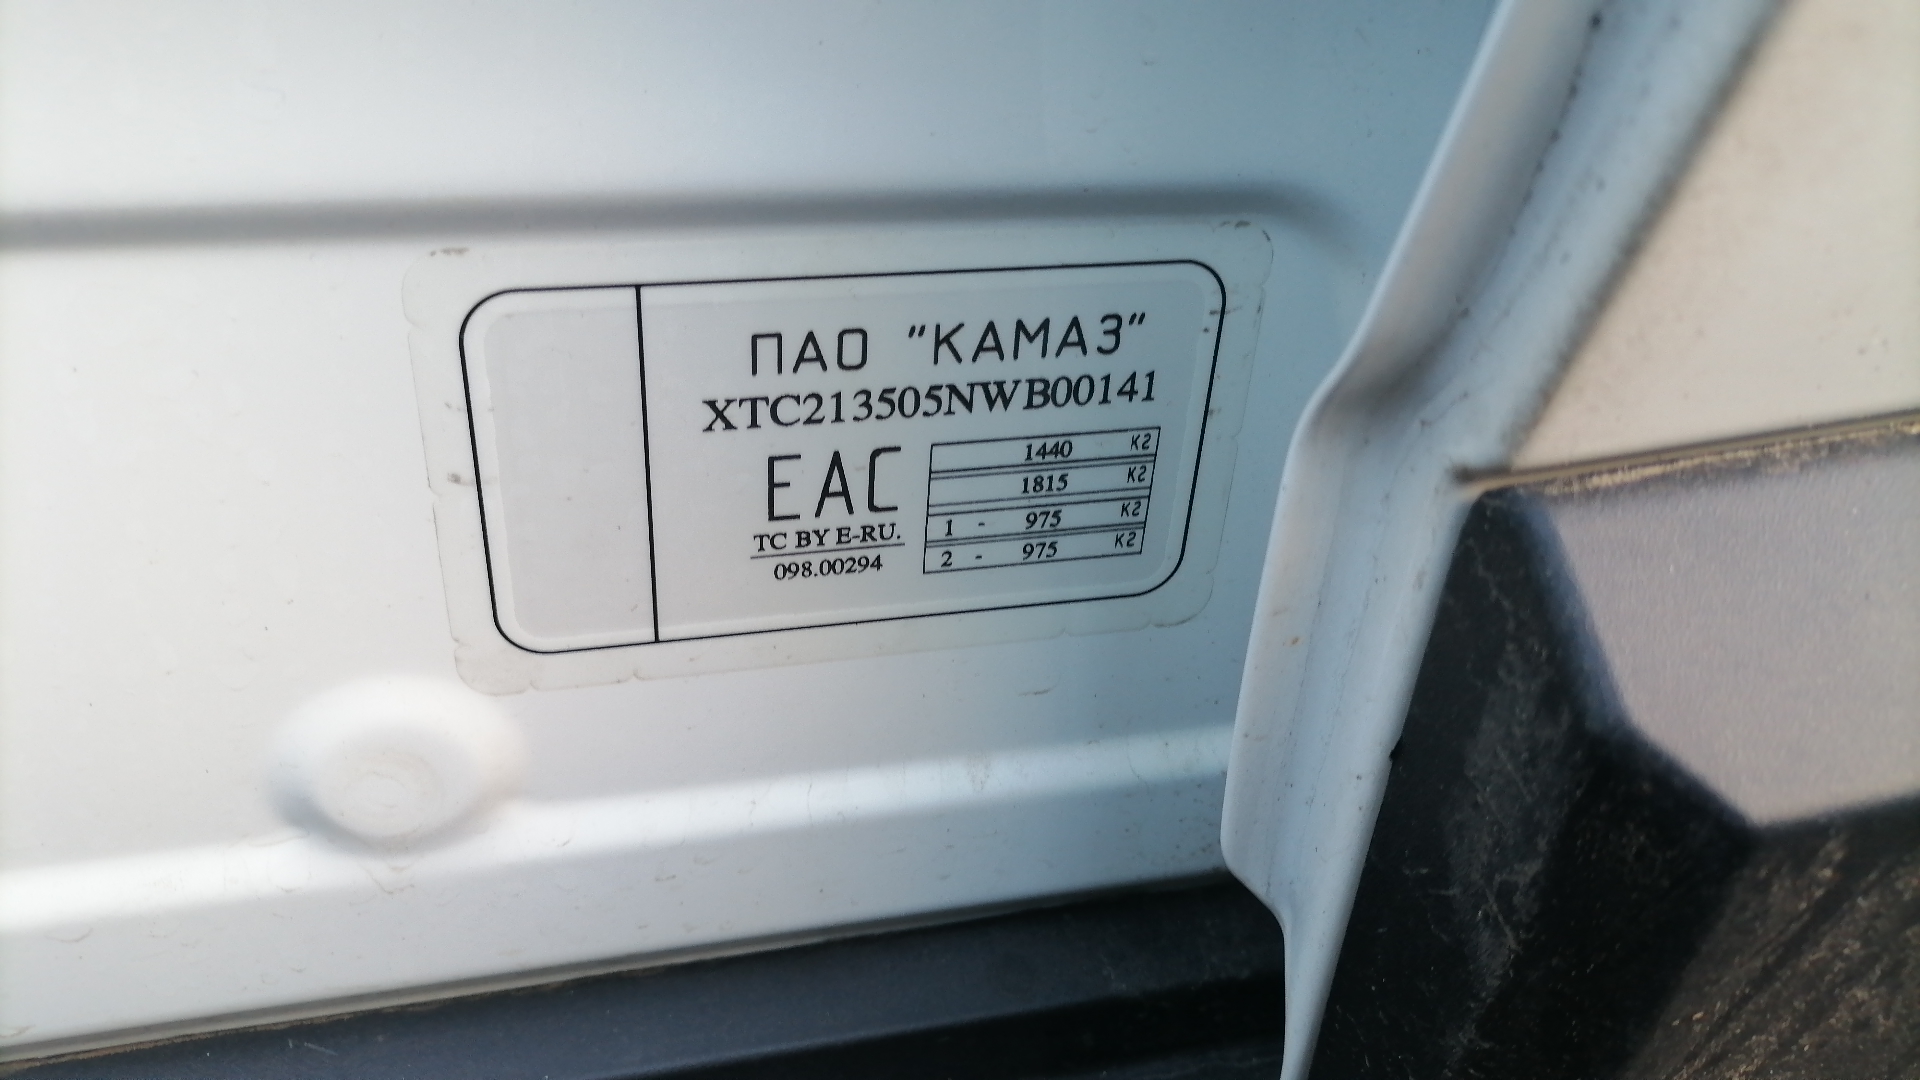 ПАО "КАМАЗ"
XTC213505NWB00141
EAC
TC BY E-RU.
098.00294
1440 кг
1815 кг
1 - 975 кг
2 - 975 кг